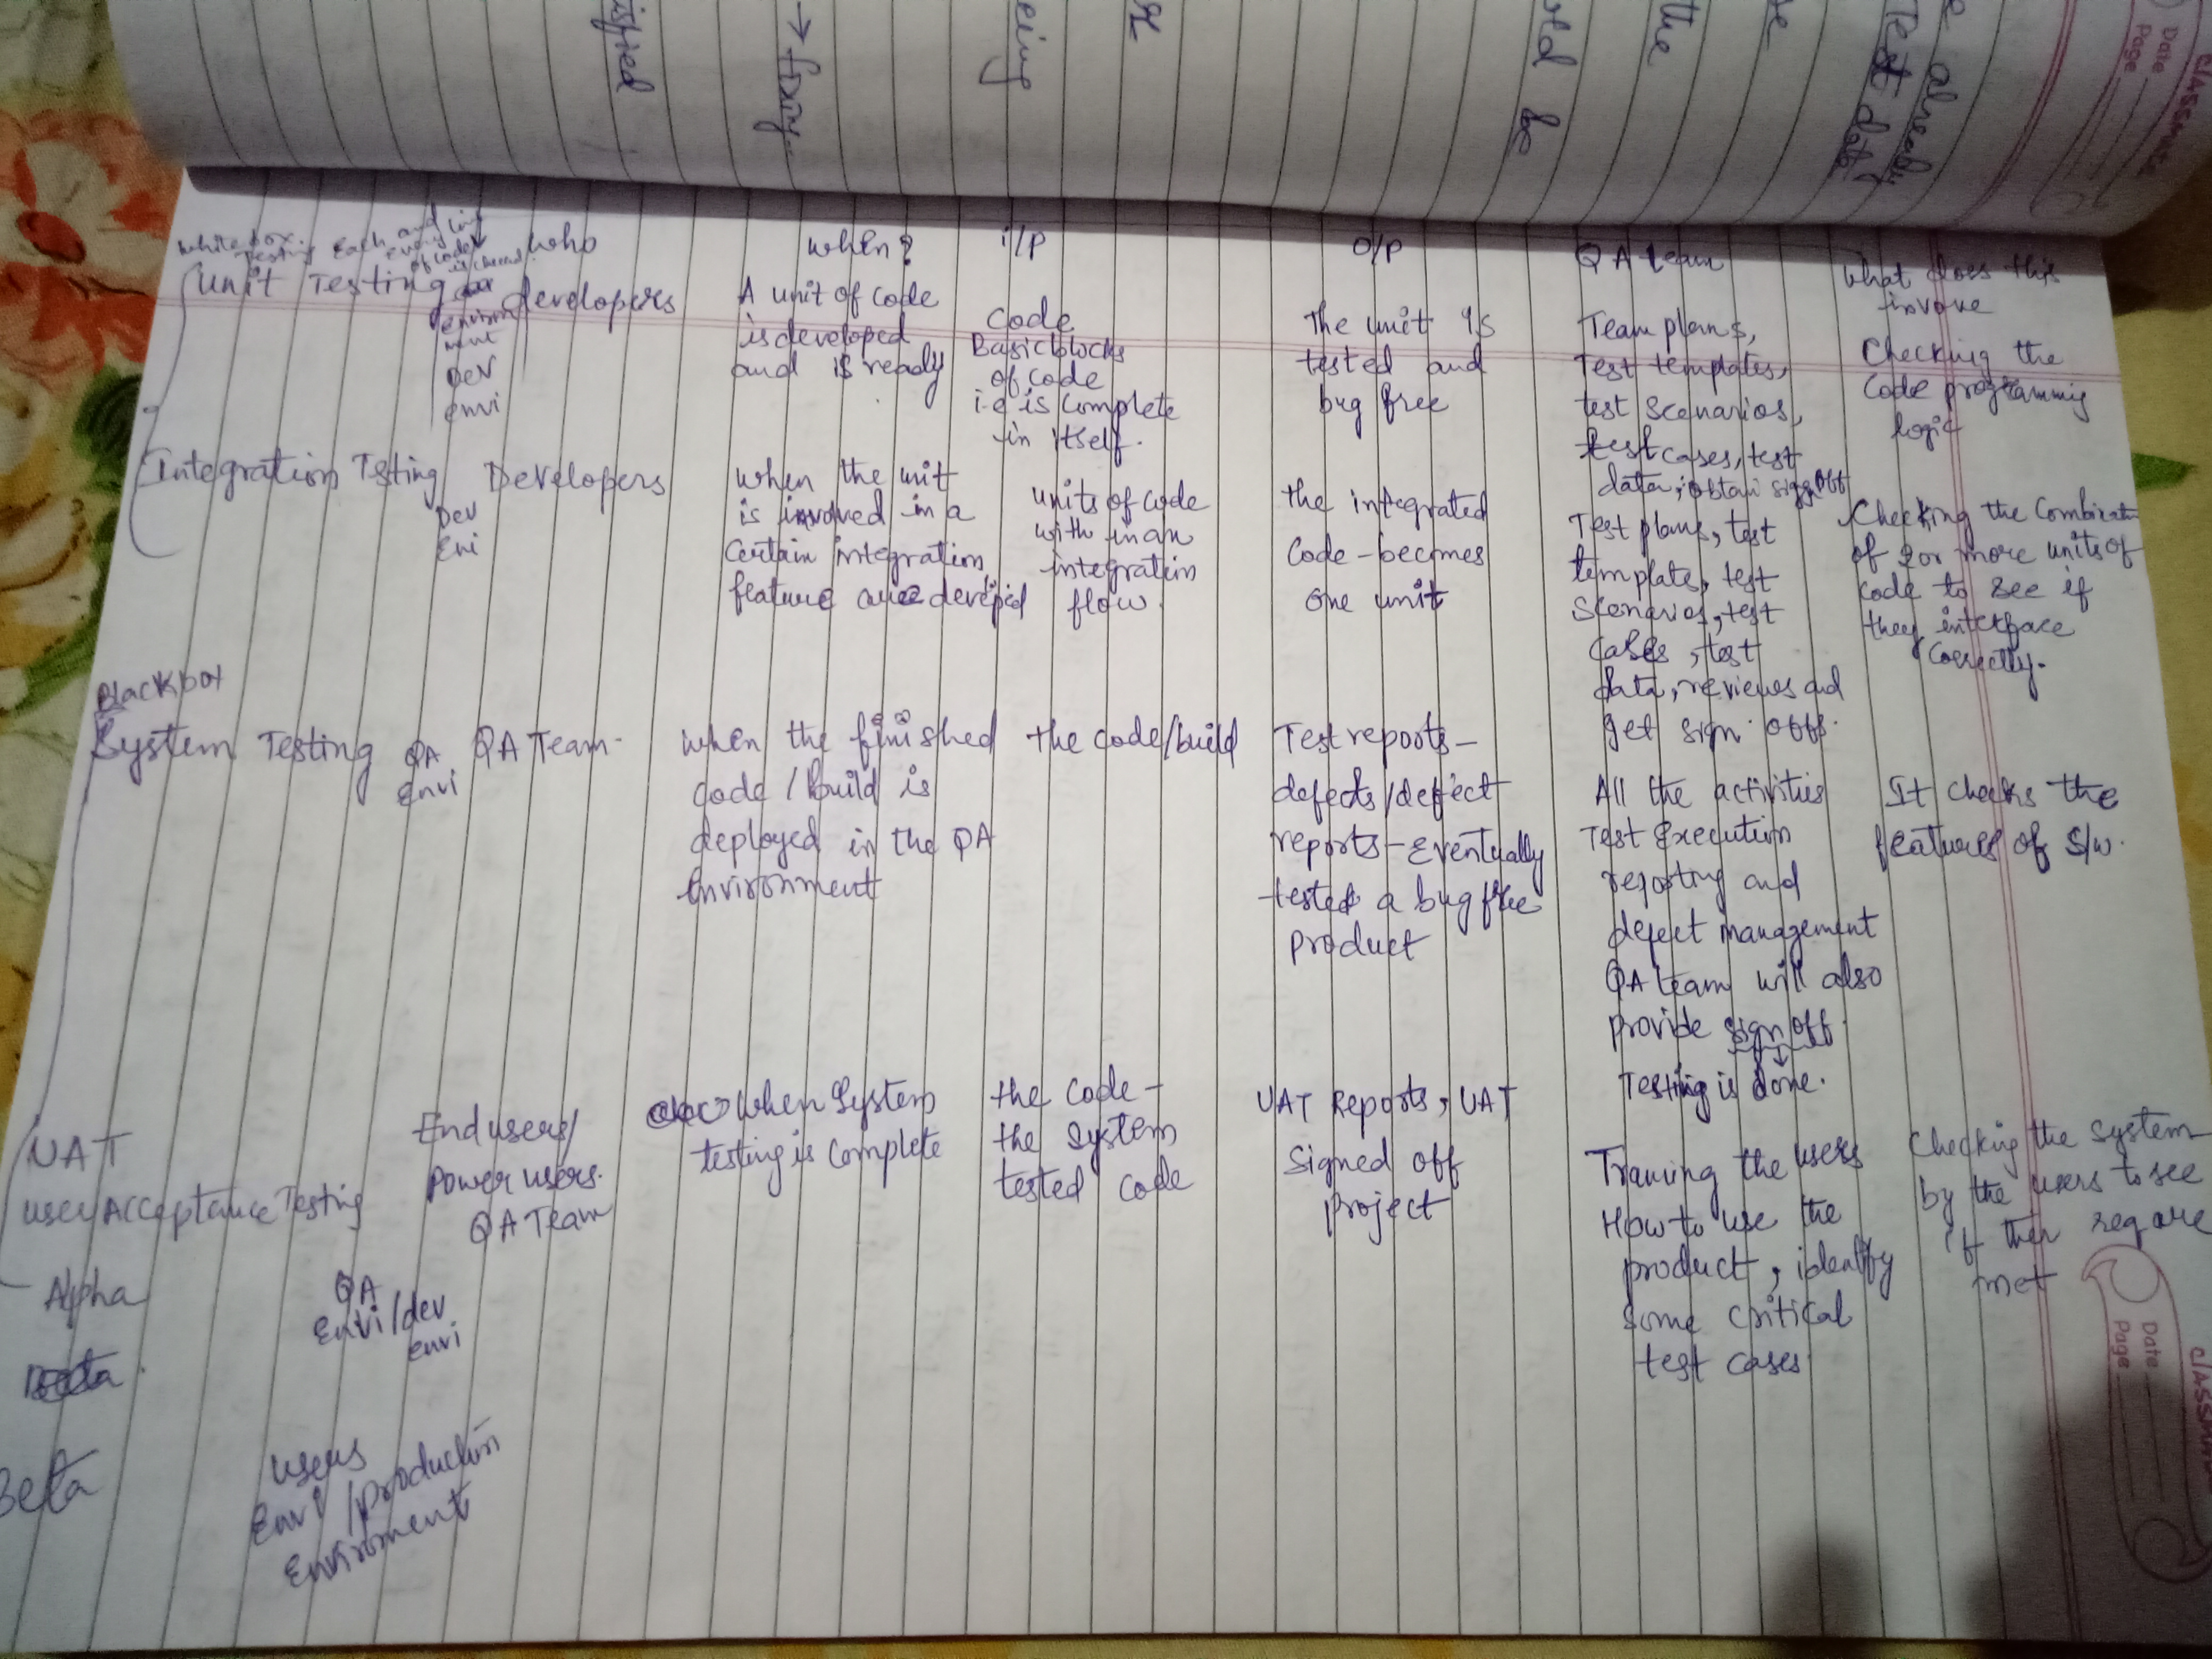 classmate
Date
Page
e already
Test data
se
the
uld be
x
eing
→ fixing..
isfied
White box.
Testing Each and
every line
of code
is checked.
who
when?
i/p
o/p
QA team
What does this
invove
Unit Testing
environ
ment
Dev
envi
developers
A unit of code
is developed
and is ready
Code
Basic blocks
of code
i.e is Complete
in itself.
The unit is
tested and
bug free
Team plans,
Test templates,
test scenarios,
test cases, test
data, obtain sign off
Checking the
Code programming
logic
Integration Testing
Dev
Envi
Developers
when the unit
is invoved in a
Certain integration
feature are developed
units of code
with in an
integration
flow.
the integrated
Code - becomes
one unit
Test plans, test
template, test
Scenarios, test
cases, test
data, reviews and
get sign offs.
Checking the Combination
of 2 or more units of
code to see if
they interface
Correctly.
Blackbox
System Testing
QA
Envi
QA Team.
when the finished
code / build is
deployed in the QA
Environment
the code/build
Test reports -
defects / defect
reports - Eventually
tested a bug free
product
All the activities
Test Execution
reporting and
defect management
QA team will also
provide sign off.
↓
Testing is done.
It checks the
features of S/w.
UAT
User Acceptance Testing
End users/
Power users.
QA Team
when System
testing is complete
the Code -
the System
tested code
UAT Reports, UAT
Signed off
project
Training the users
How to use the
product, identify
some critical
test cases
Checking the System
by the users to see
if their req are
met
Alpha
QA
Envi/dev
envi
Beta
Beta
users
Envi / production
Environment
classmate
Date
Page